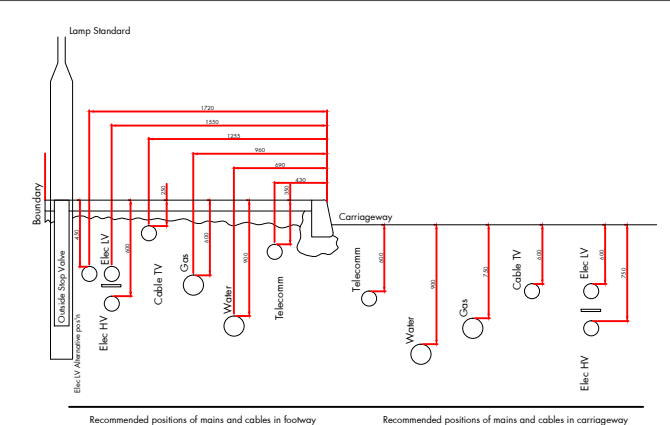 Lamp Standard
1720
1550
1255
960
690
430
350
250
Boundary
Carriageway
450
Outside Stop Valve
Elec LV Alternative pos'n
Elec LV
Elec HV
600
Cable TV
Gas
600
Water
900
Telecomm
Telecomm
600
Water
900
Gas
750
Cable TV
600
Elec LV
600
750
Elec HV
Recommended positions of mains and cables in footway
Recommended positions of mains and cables in carriageway